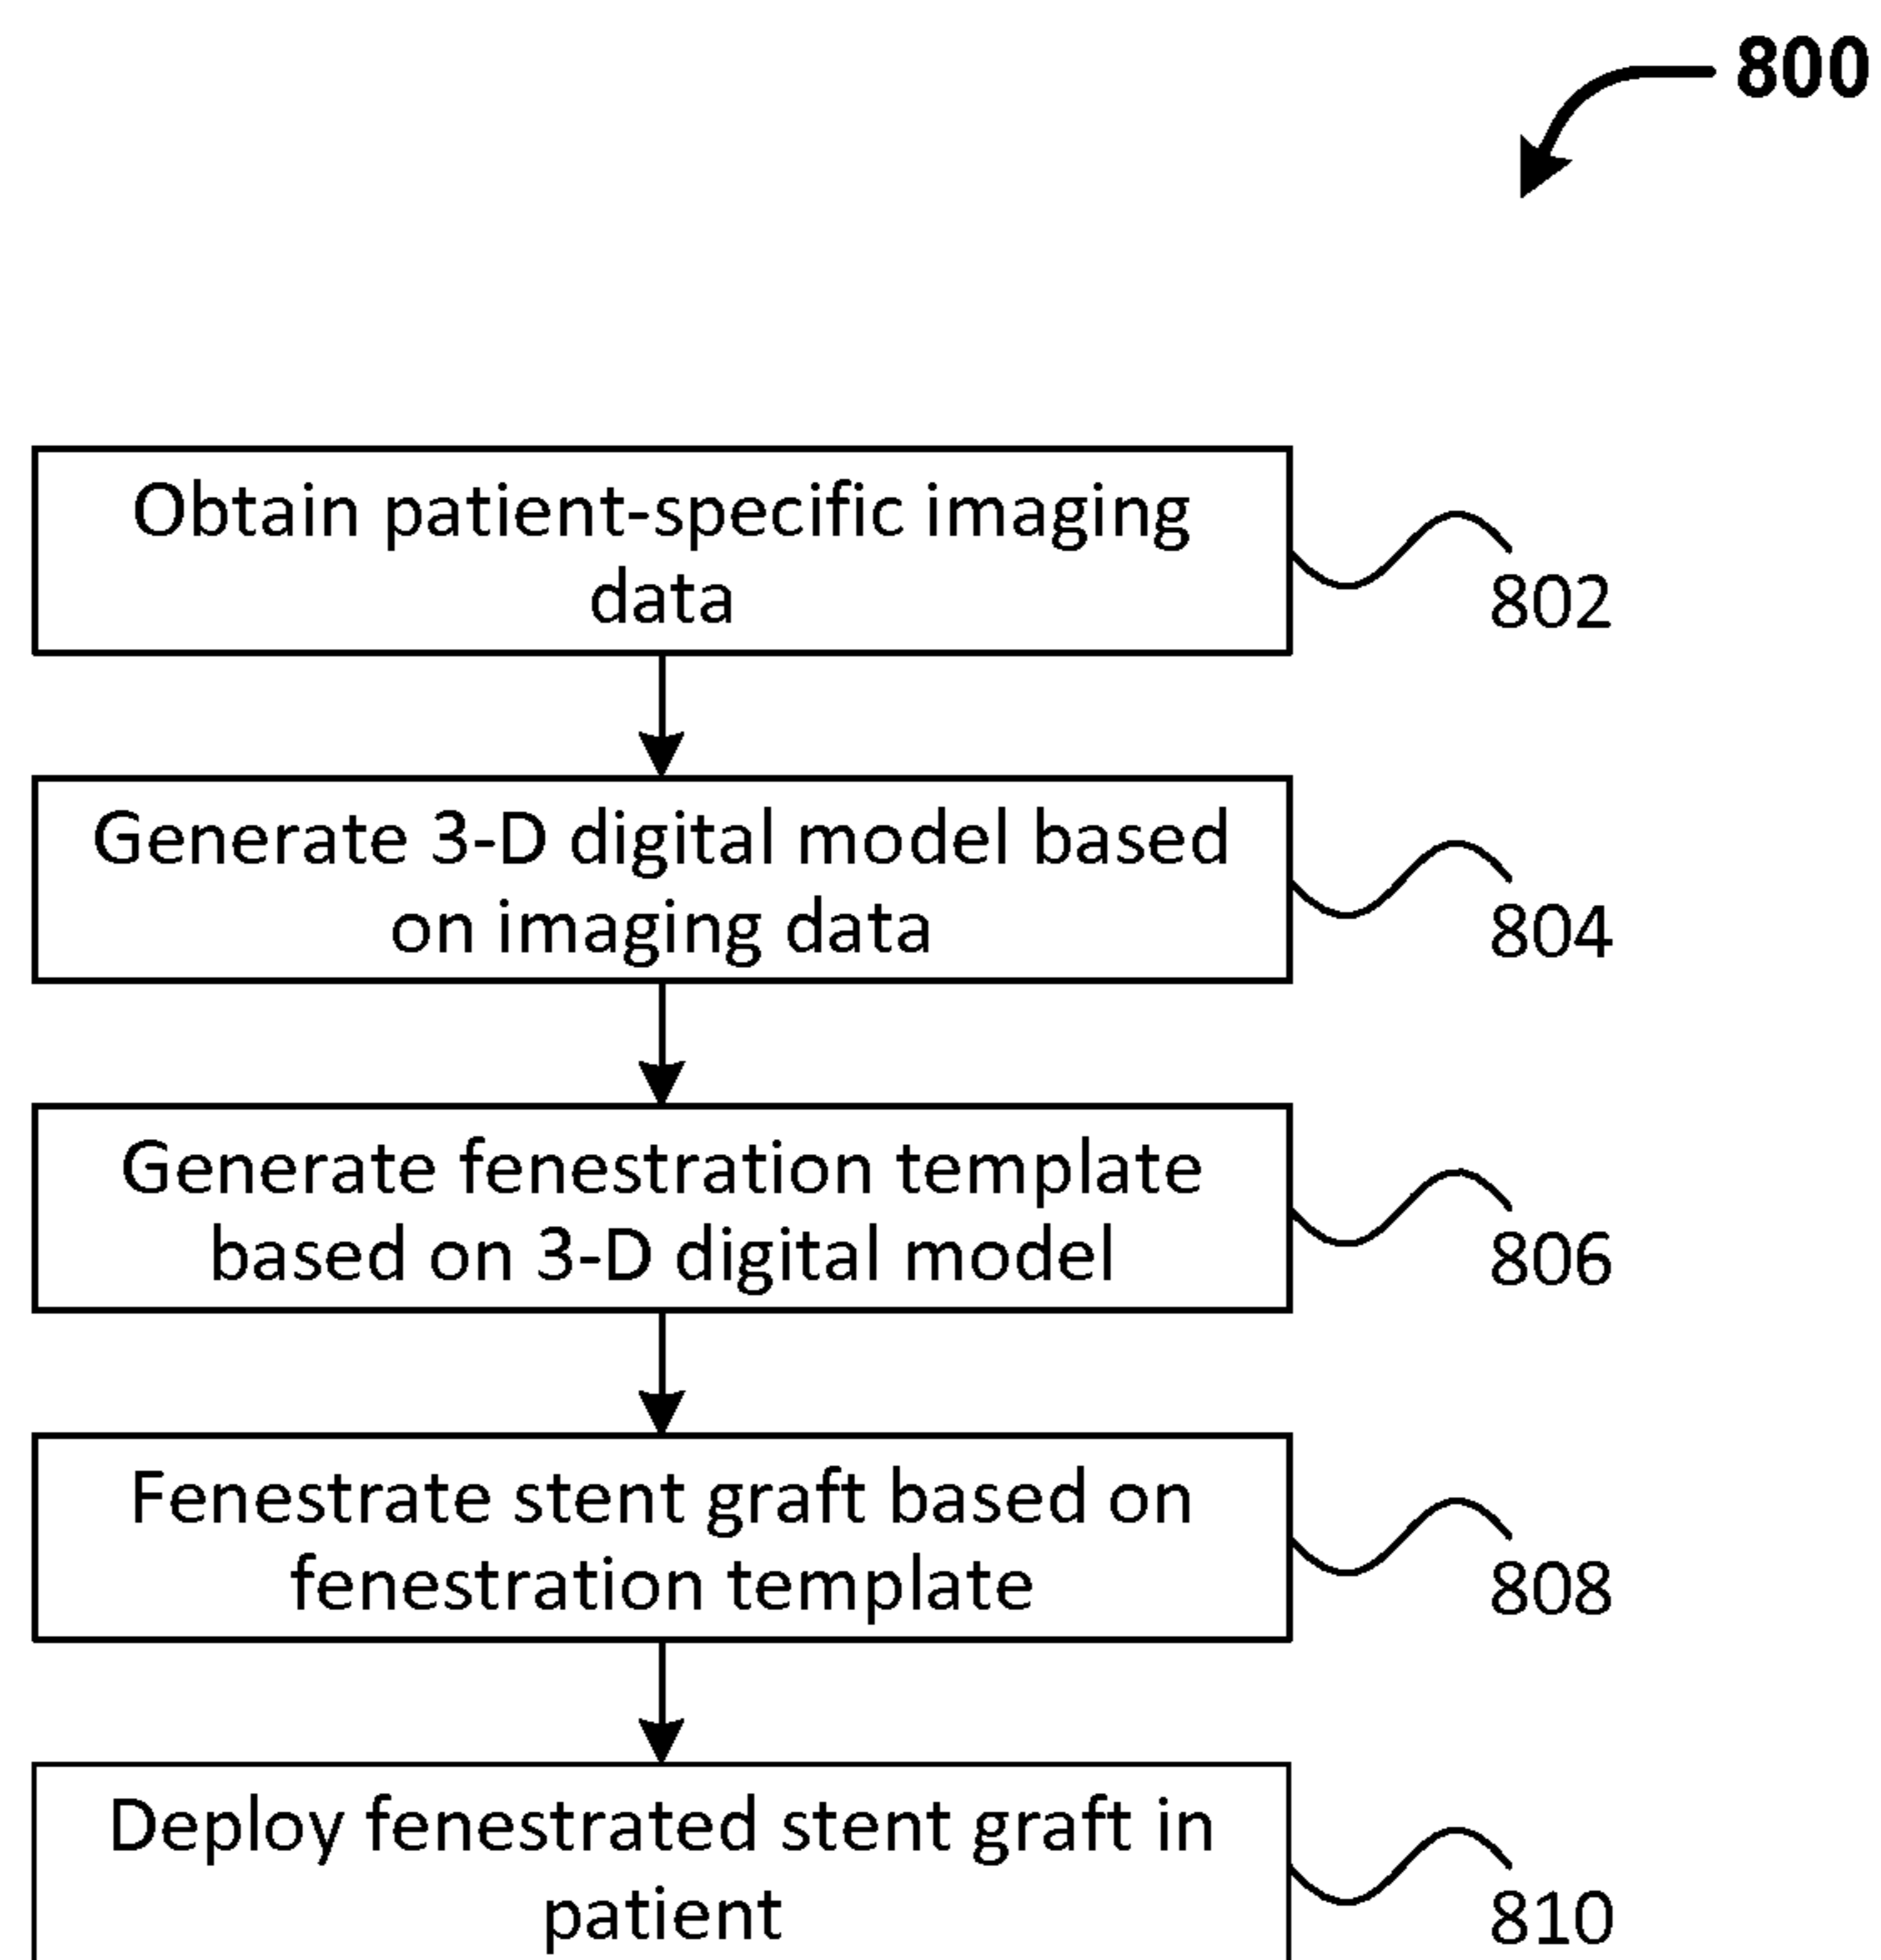 800
Obtain patient-specific imaging
data
802
Generate 3-D digital model based
on imaging data
804
Generate fenestration template
based on 3-D digital model
806
Fenestrate stent graft based on
fenestration template
808
Deploy fenestrated stent graft in
patient
810